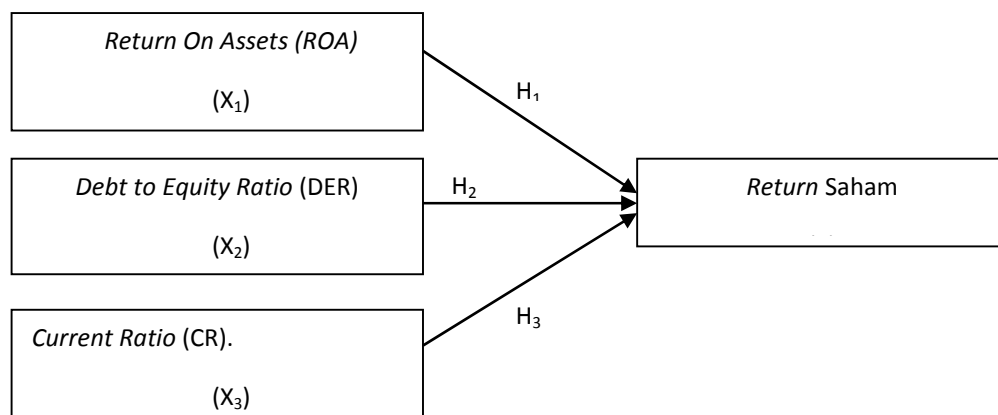 Return On Assets (ROA)
(X₁)
H₁
Debt to Equity Ratio (DER)
(X₂)
H₂
Return Saham
Current Ratio (CR).
(X₃)
H₃